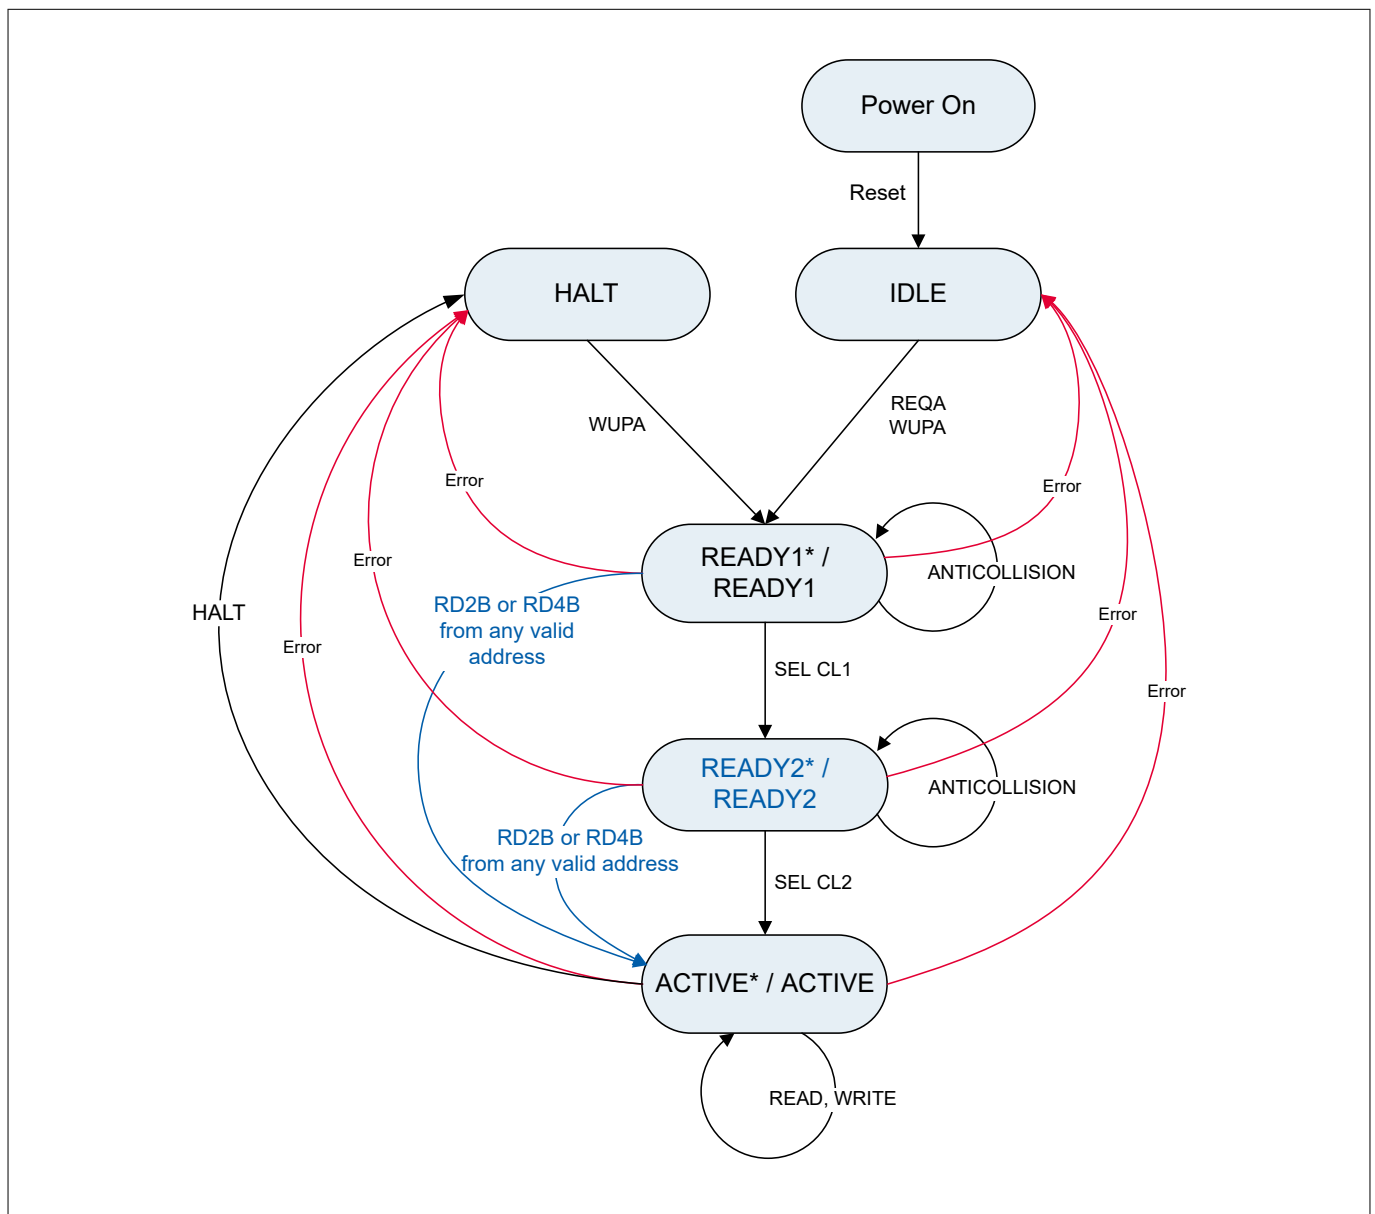 Power On
Reset
HALT
IDLE
WUPA
REQA
WUPA
Error
Error
READY1* /
READY1
ANTICOLLISION
Error
RD2B or RD4B
from any valid
address
HALT
Error
Error
SEL CL1
Error
READY2* /
READY2
ANTICOLLISION
RD2B or RD4B
from any valid address
SEL CL2
ACTIVE* / ACTIVE
READ, WRITE